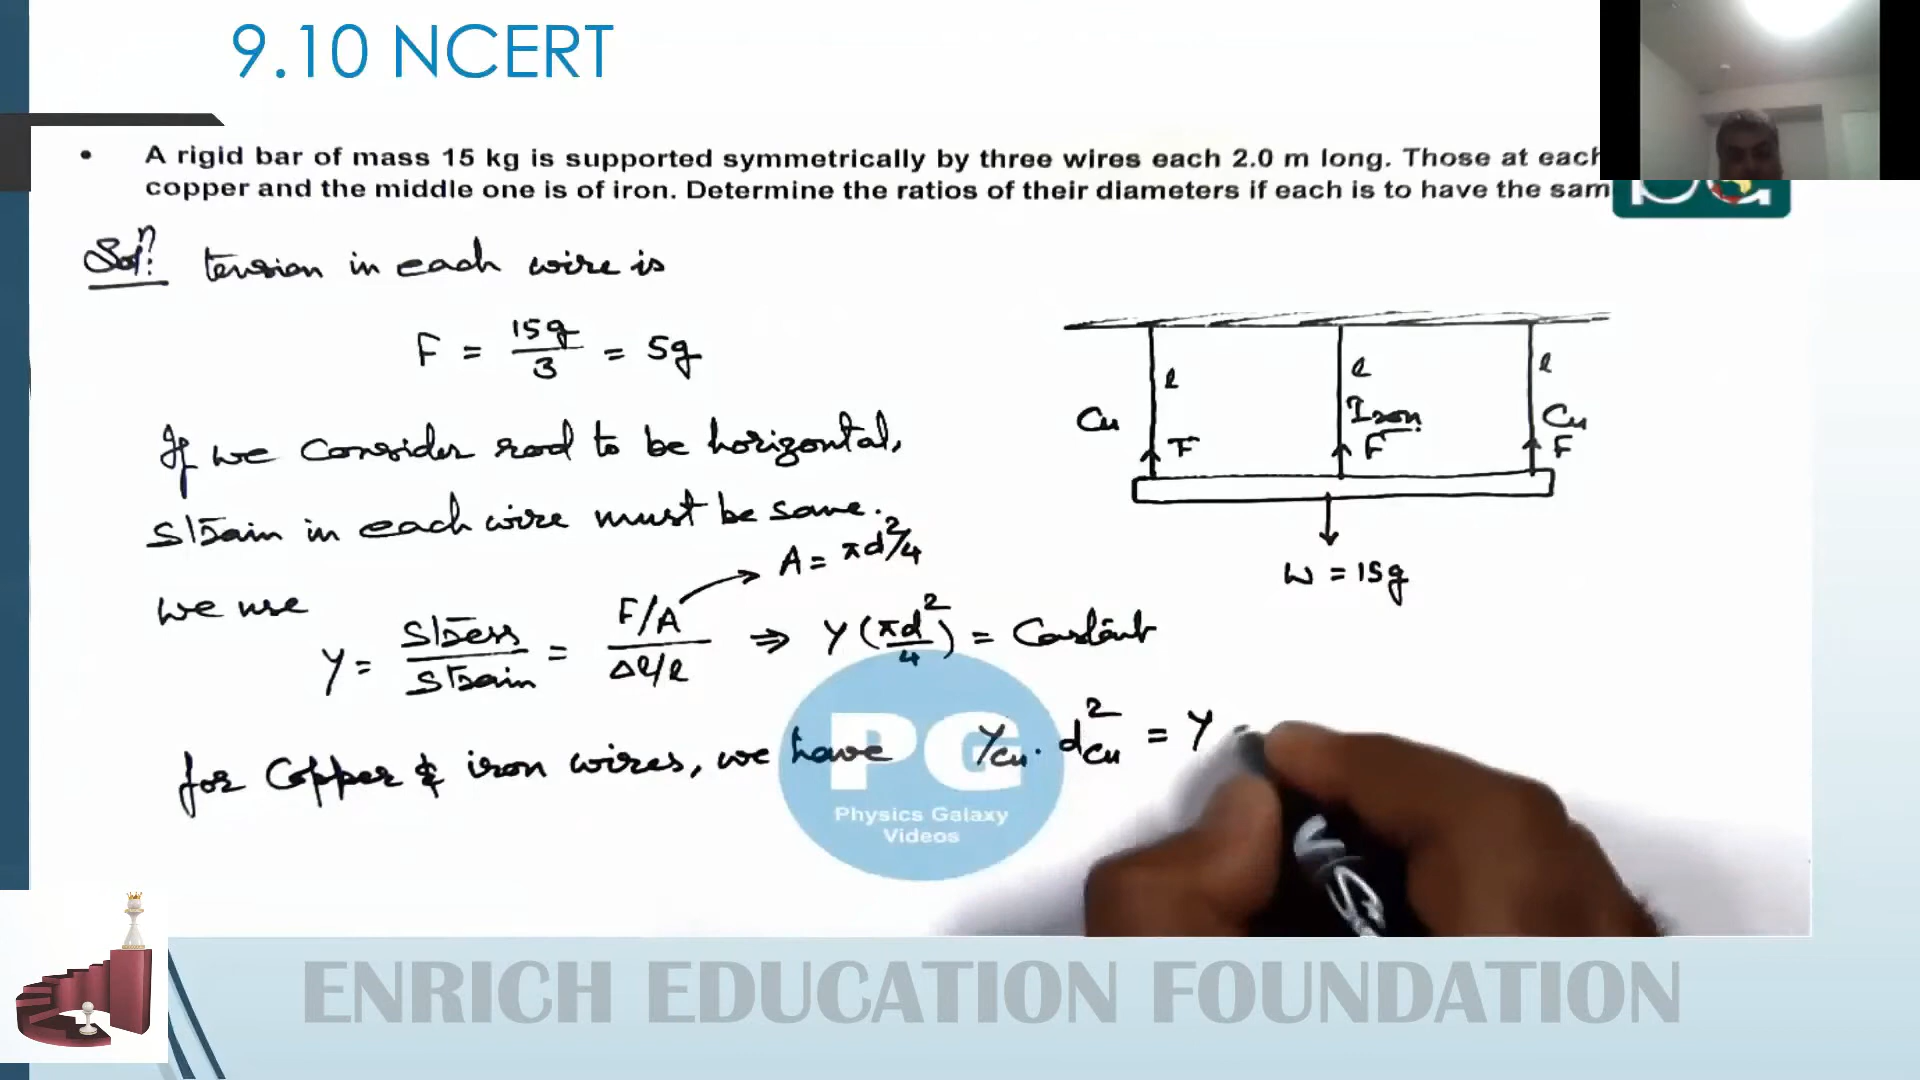 9.10 NCERT
• A rigid bar of mass 15 kg is supported symmetrically by three wires each 2.0 m long. Those at each
copper and the middle one is of iron. Determine the ratios of their diameters if each is to have the sam
Solⁿ: tension in each wire is
F = 15g/3 = 5g
If we consider rod to be horizontal,
strain in each wire must be same.
A = πd²/4
we use
Y = Stress/Strain = (F/A)/(Δl/l) ⇒ Y(πd²/4) = Constant
for Copper & iron wires, we have Y_Cu · d²_Cu = Y
l
l
l
Cu
Iron
Cu
F
F
F
W = 15g
PG
Physics Galaxy
Videos
ENRICH EDUCATION FOUNDATION